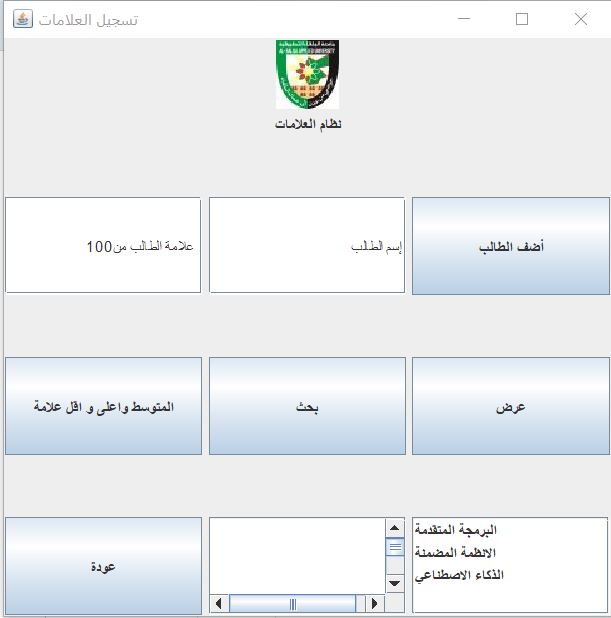 تسجيل العلامات
نظام العلامات
أضف الطالب
إسم الطالب
علامة الطالب من100
عرض
بحث
المتوسط واعلى و اقل علامة
البرمجة المتقدمة
الانظمة المضمنة
الذكاء الاصطناعي
عودة